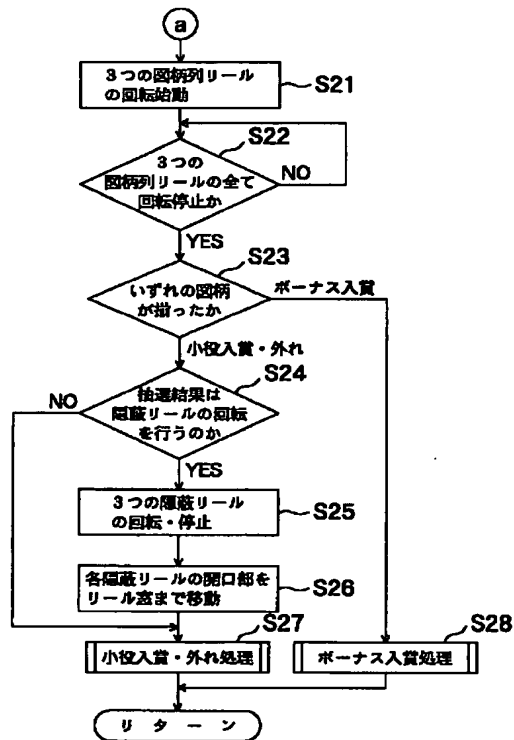 a
3つの図柄列リール
の回転始動
S21
S22
3つの
図柄列リールの全て
回転停止か
NO
YES
S23
いずれの図柄
が揃ったか
ボーナス入賞
小役入賞・外れ
S24
抽選結果は
隠蔽リールの回転
を行うのか
NO
YES
3つの隠蔽リール
の回転・停止
S25
各隠蔽リールの開口部を
リール窓まで移動
S26
S27
小役入賞・外れ処理
S28
ボーナス入賞処理
リターン